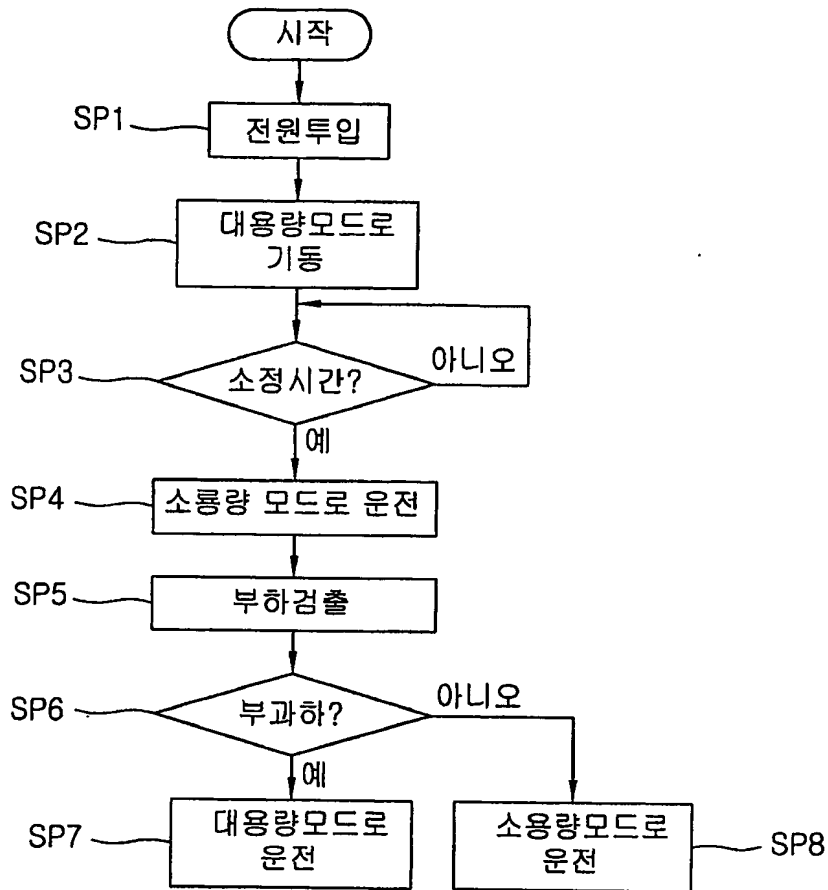 시작
SP1
전원투입
SP2
대용량모드로
기동
SP3
소정시간?
아니오
예
SP4
소룡량 모드로 운전
SP5
부하검출
SP6
부과하?
아니오
예
SP7
대용량모드로
운전
소용량모드로
운전
SP8